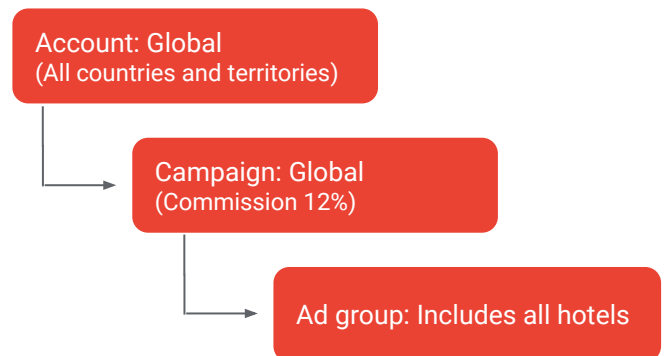 Account: Global
(All countries and territories)
Campaign: Global
(Commission 12%)
Ad group: Includes all hotels